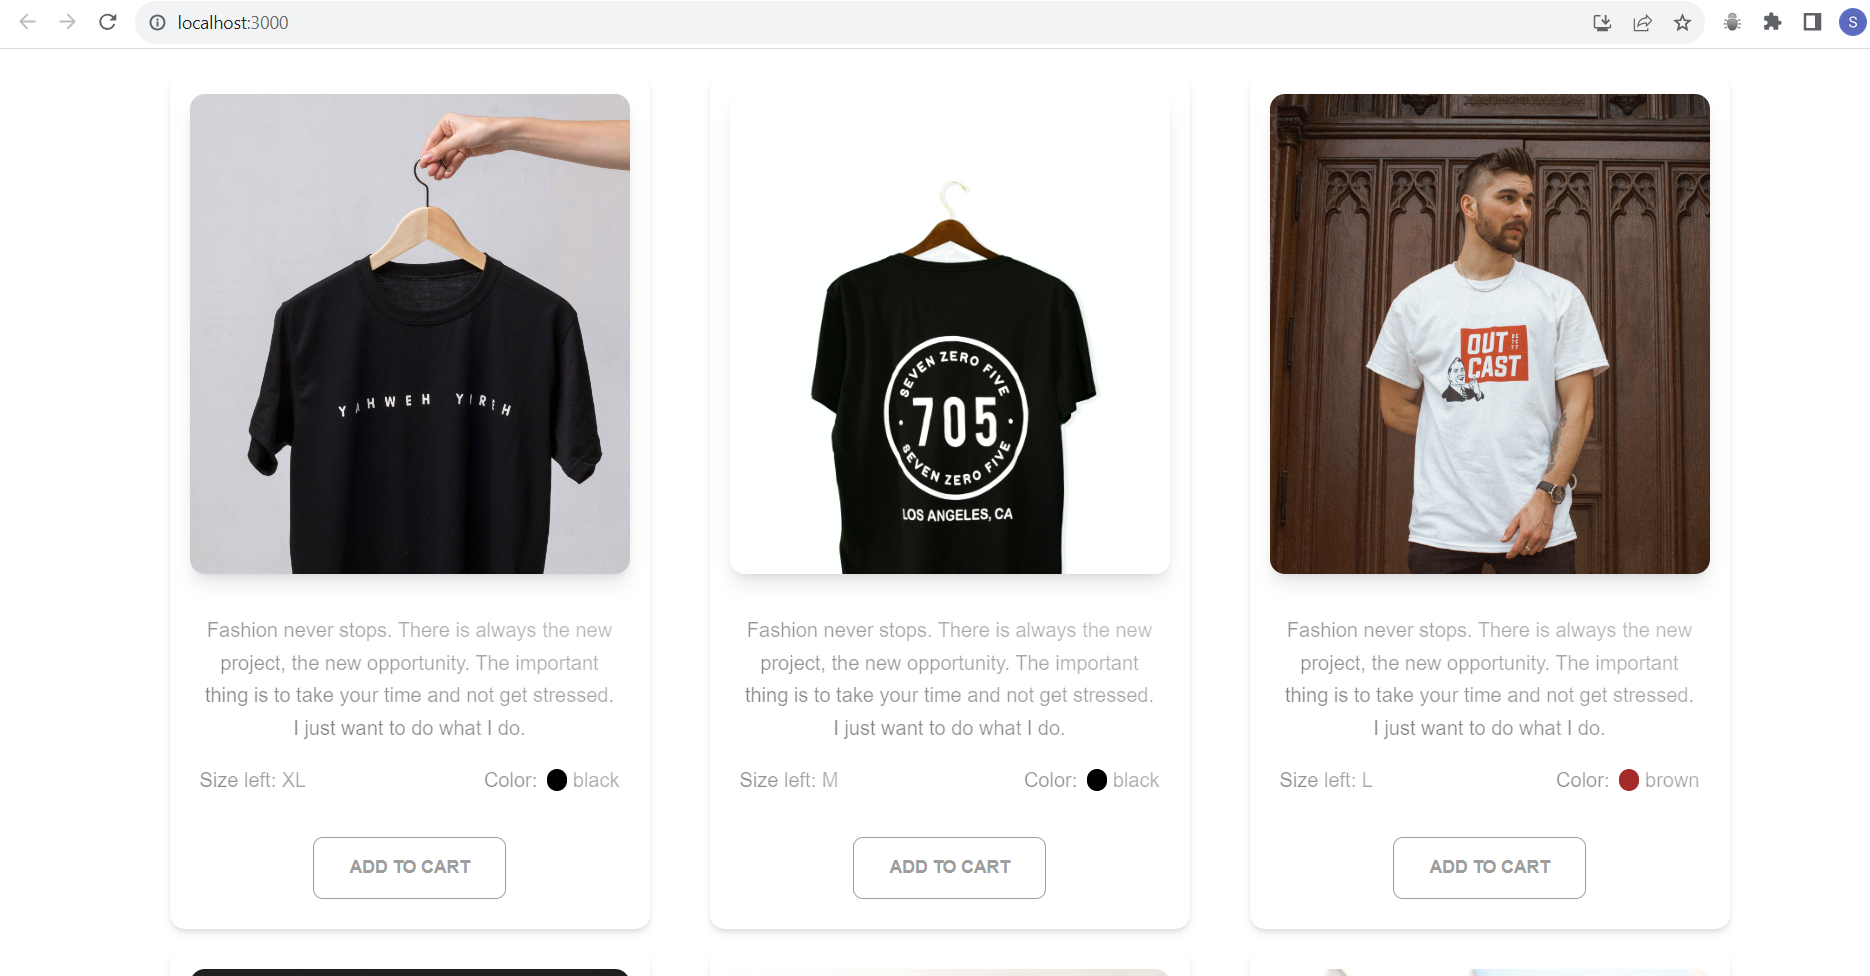 localhost:3000
S
YAHWEH YIREH
SEVEN ZERO FIVE
705
SEVEN ZERO FIVE
LOS ANGELES, CA
OUT
CAST
Fashion never stops. There is always the new
project, the new opportunity. The important
thing is to take your time and not get stressed.
I just want to do what I do.
Size left: XL
Color: black
ADD TO CART
Fashion never stops. There is always the new
project, the new opportunity. The important
thing is to take your time and not get stressed.
I just want to do what I do.
Size left: M
Color: black
ADD TO CART
Fashion never stops. There is always the new
project, the new opportunity. The important
thing is to take your time and not get stressed.
I just want to do what I do.
Size left: L
Color: brown
ADD TO CART